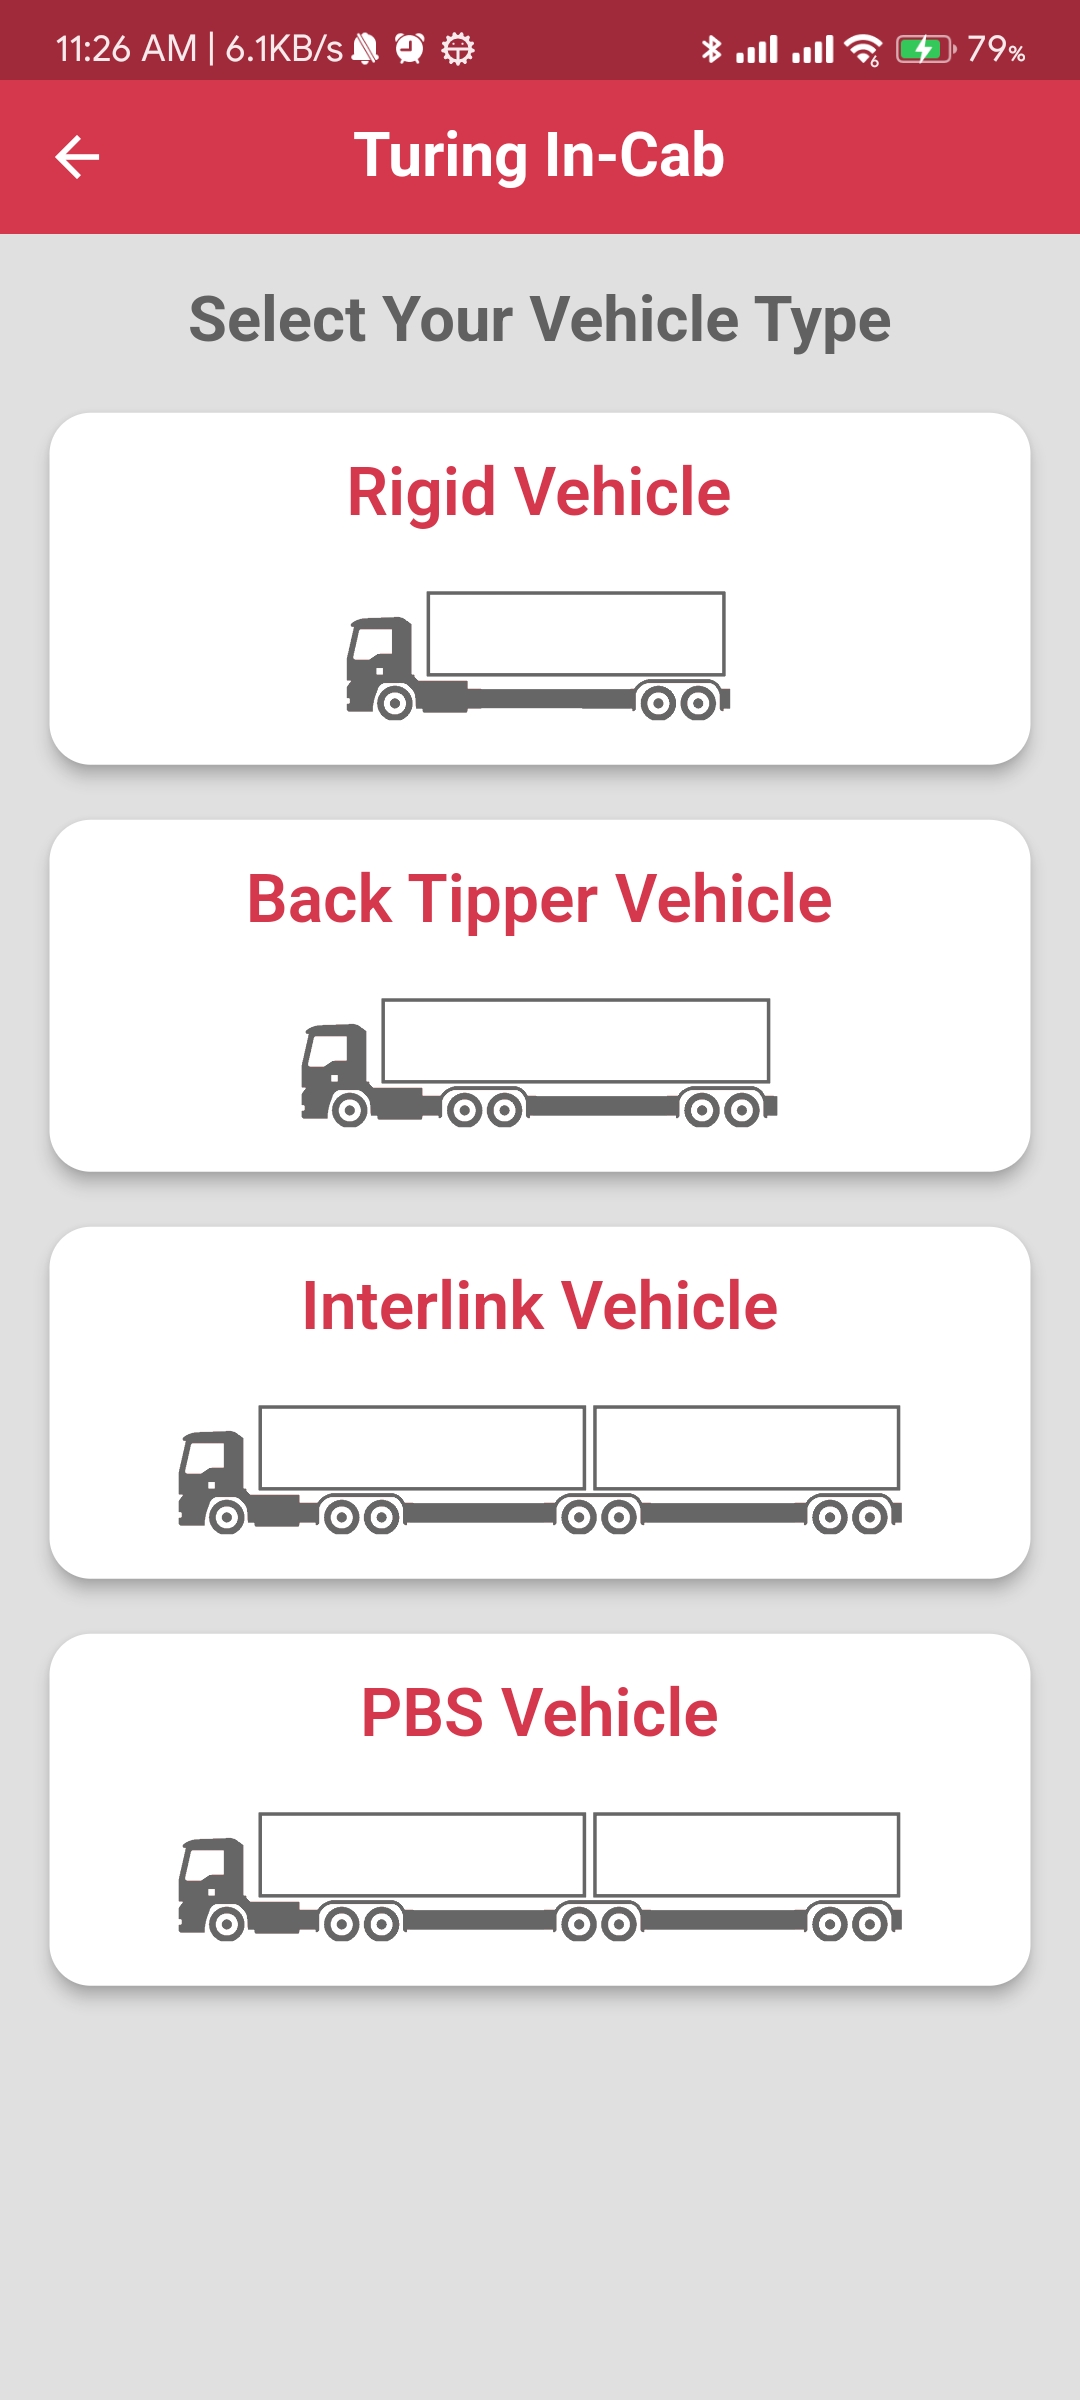 11:26 AM | 6.1KB/s 6 79%
Turing In-Cab
Select Your Vehicle Type
Rigid Vehicle
Back Tipper Vehicle
Interlink Vehicle
PBS Vehicle